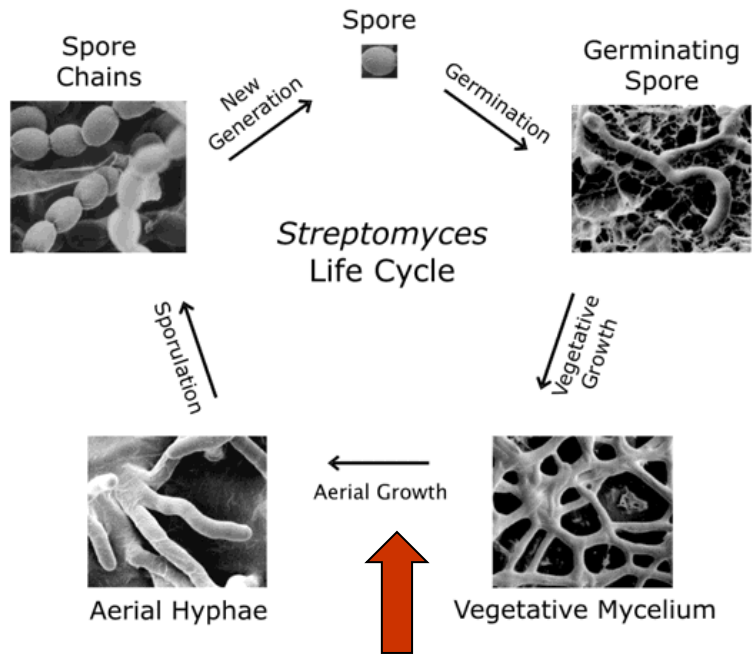 Spore
Spore
Chains
Germinating
Spore
New
Generation
Germination
Streptomyces
Life Cycle
Sporulation
Vegetative
Growth
Aerial Growth
Aerial Hyphae
Vegetative Mycelium